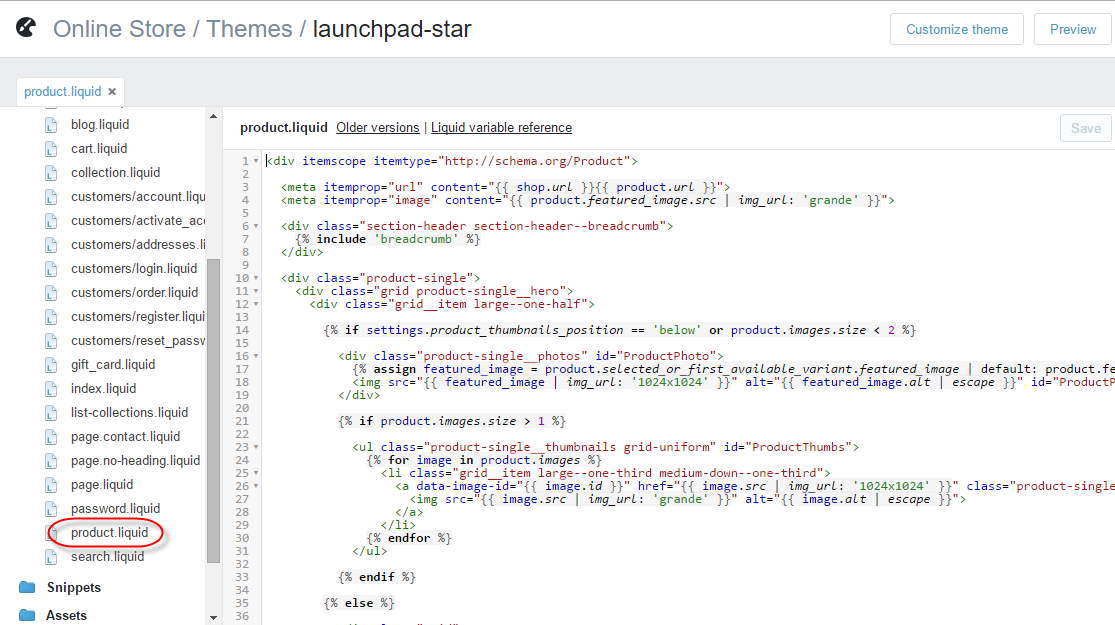 Online Store / Themes / launchpad-star
Customize theme
Preview
product.liquid ×
blog.liquid
cart.liquid
collection.liquid
customers/account.liqu
customers/activate_acc
customers/addresses.li
customers/login.liquid
customers/order.liquid
customers/register.liqui
customers/reset_passw
gift_card.liquid
index.liquid
list-collections.liquid
page.contact.liquid
page.no-heading.liquid
page.liquid
password.liquid
product.liquid
search.liquid
Snippets
Assets
product.liquid Older versions | Liquid variable reference
Save
1 <div itemscope itemtype="http://schema.org/Product">
2
3 <meta itemprop="url" content="{{ shop.url }}{{ product.url }}">
4 <meta itemprop="image" content="{{ product.featured_image.src | img_url: 'grande' }}">
5
6 <div class="section-header section-header--breadcrumb">
7 {% include 'breadcrumb' %}
8 </div>
9
10 <div class="product-single">
11 <div class="grid product-single__hero">
12 <div class="grid__item large--one-half">
13
14 {% if settings.product_thumbnails_position == 'below' or product.images.size < 2 %}
15
16 <div class="product-single__photos" id="ProductPhoto">
17 {% assign featured_image = product.selected_or_first_available_variant.featured_image | default: product.fe
18 <img src="{{ featured_image | img_url: '1024x1024' }}" alt="{{ featured_image.alt | escape }}" id="ProductP
19 </div>
20
21 {% if product.images.size > 1 %}
22
23 <ul class="product-single__thumbnails grid-uniform" id="ProductThumbs">
24 {% for image in product.images %}
25 <li class="grid__item large--one-third medium-down--one-third">
26 <a data-image-id="{{ image.id }}" href="{{ image.src | img_url: '1024x1024' }}" class="product-single
27 <img src="{{ image.src | img_url: 'grande' }}" alt="{{ image.alt | escape }}">
28 </a>
29 </li>
30 {% endfor %}
31 </ul>
32
33 {% endif %}
34
35 {% else %}
36